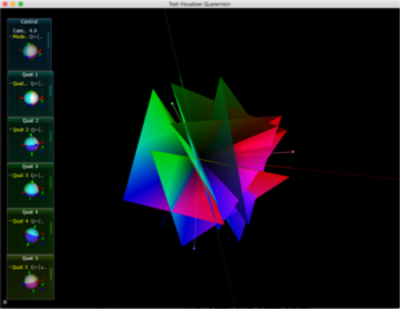 Test Visualiser Quaternion
Control
Cam... 4.0
Mode... Q={...
Quat 1
Quat... Q={...
Quat 2
Quat 2 Q={...
Quat 3
Quat 3 Q={...
Quat 4
Quat 4 Q={...
Quat 5
Quat 5 Q={...